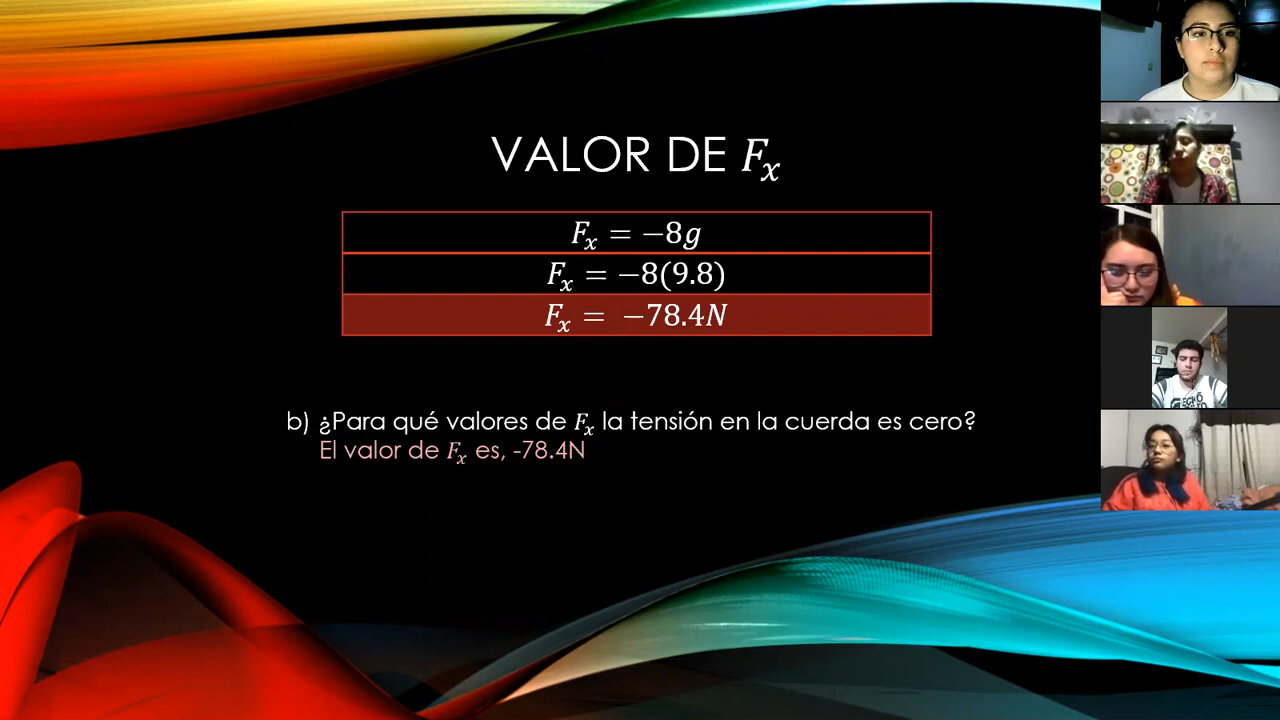 VALOR DE Fₓ
Fₓ = −8g
Fₓ = −8(9.8)
Fₓ = −78.4N
b) ¿Para qué valores de Fₓ la tensión en la cuerda es cero?
El valor de Fₓ es, -78.4N